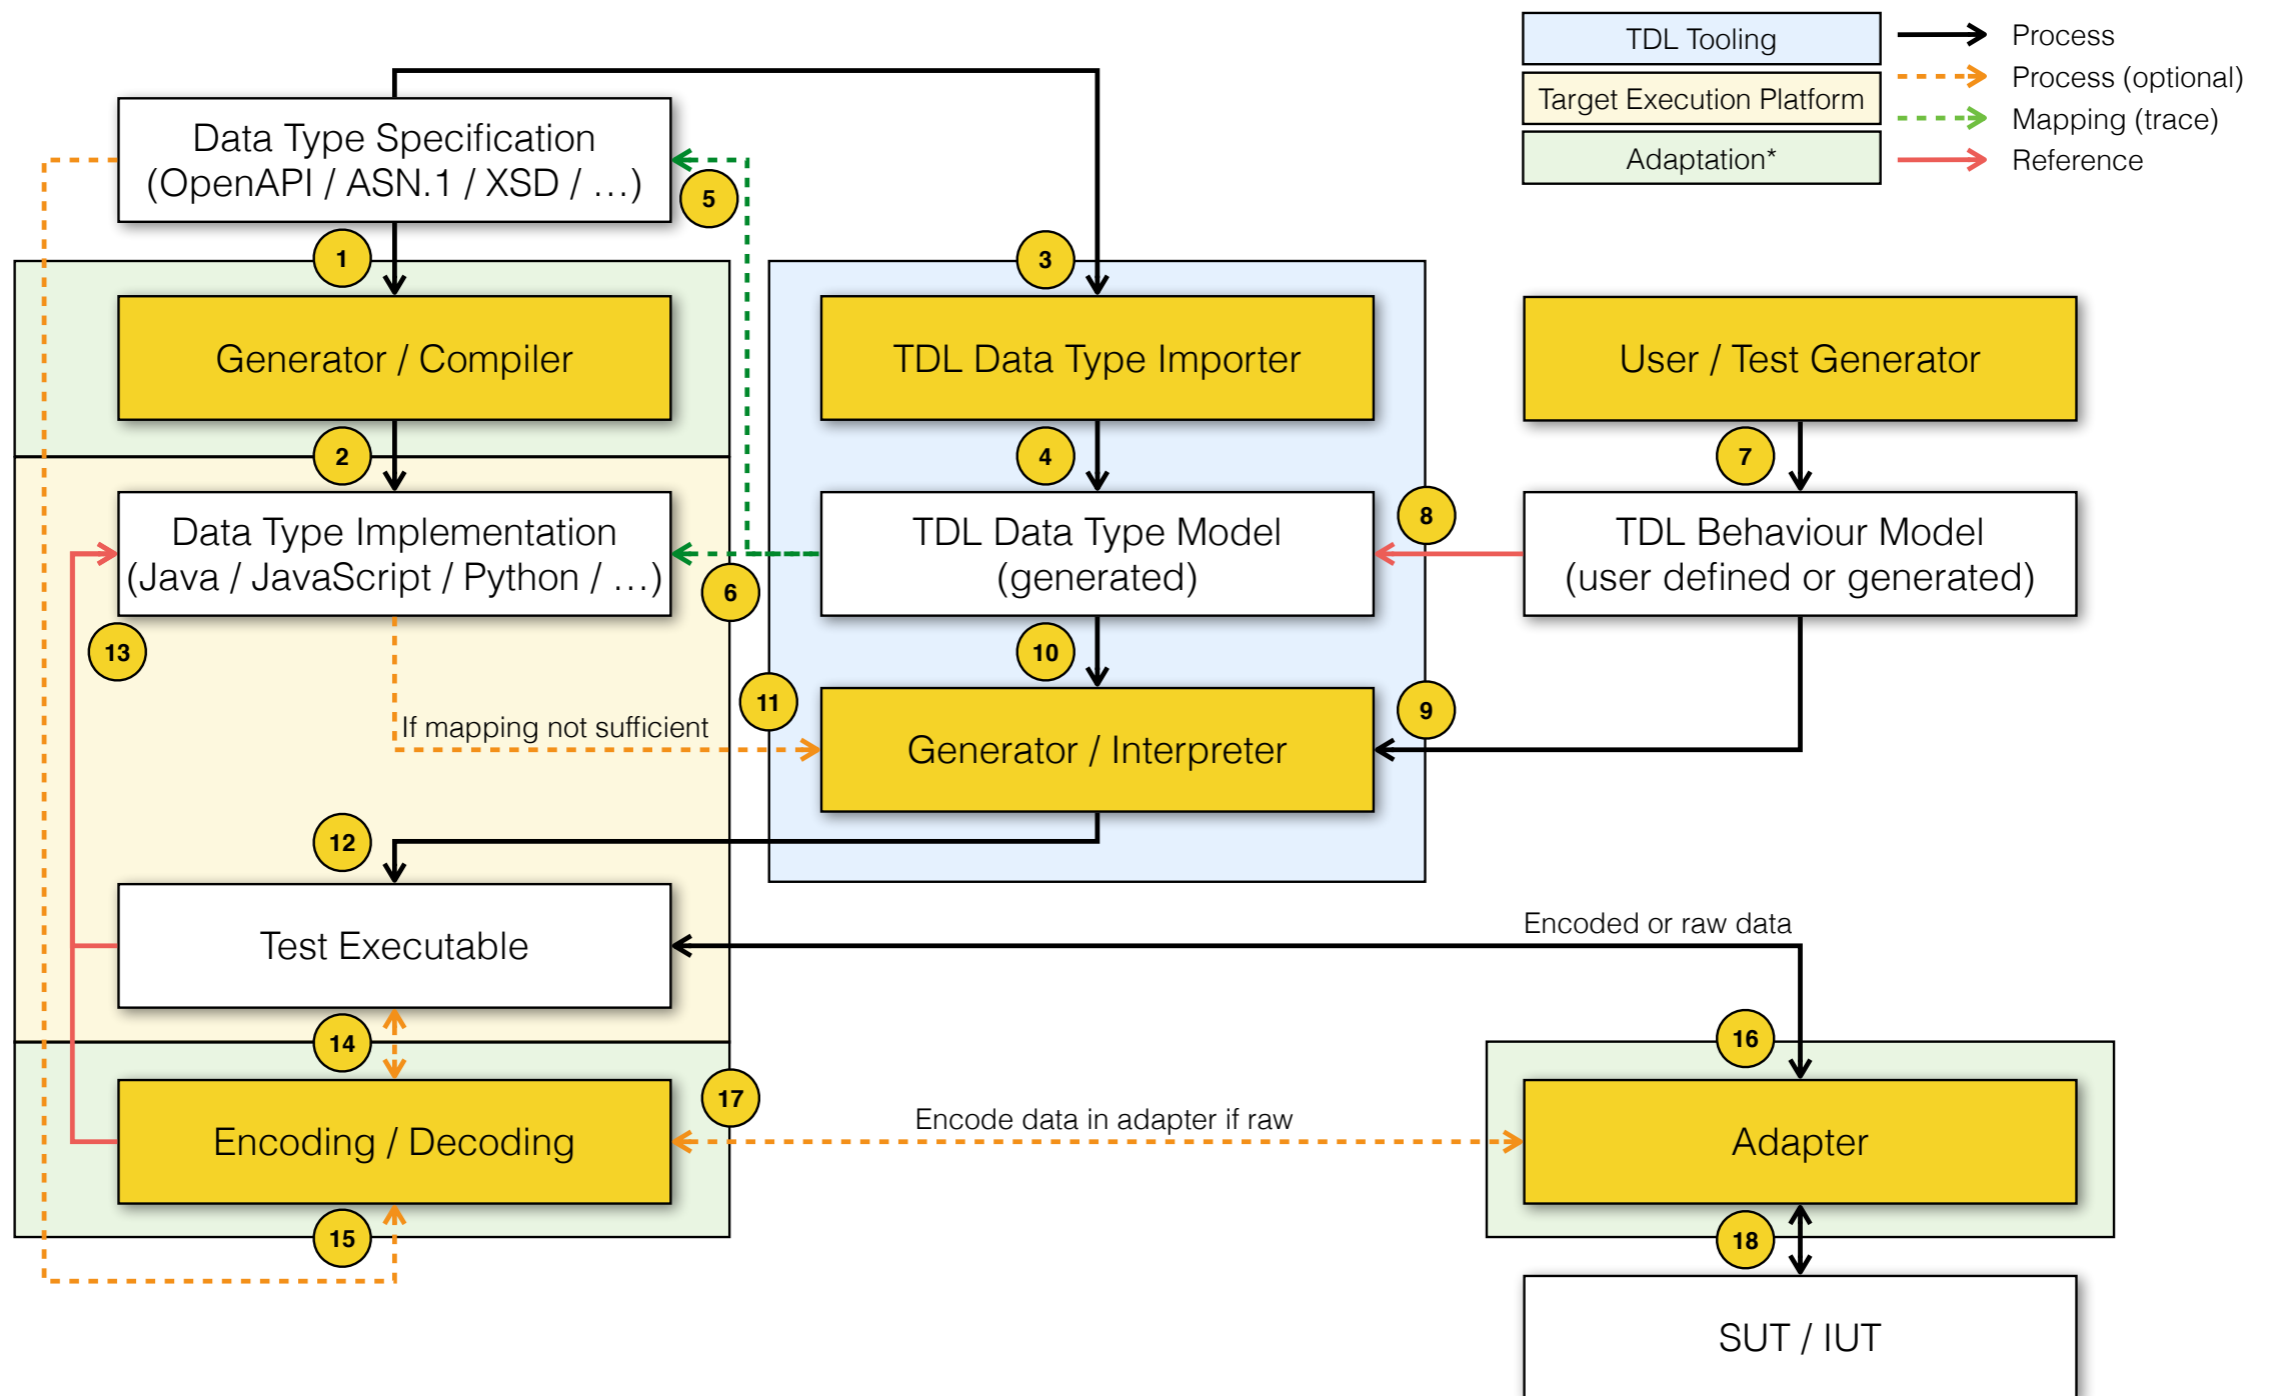 TDL Tooling
Target Execution Platform
Adaptation*
Process
Process (optional)
Mapping (trace)
Reference
Data Type Specification
(OpenAPI / ASN.1 / XSD / …)
5
1
3
Generator / Compiler
TDL Data Type Importer
User / Test Generator
2
4
7
Data Type Implementation
(Java / JavaScript / Python / …)
6
TDL Data Type Model
(generated)
8
TDL Behaviour Model
(user defined or generated)
13
10
11
9
If mapping not sufficient
Generator / Interpreter
12
Test Executable
Encoded or raw data
14
16
17
Encoding / Decoding
Encode data in adapter if raw
Adapter
15
18
SUT / IUT